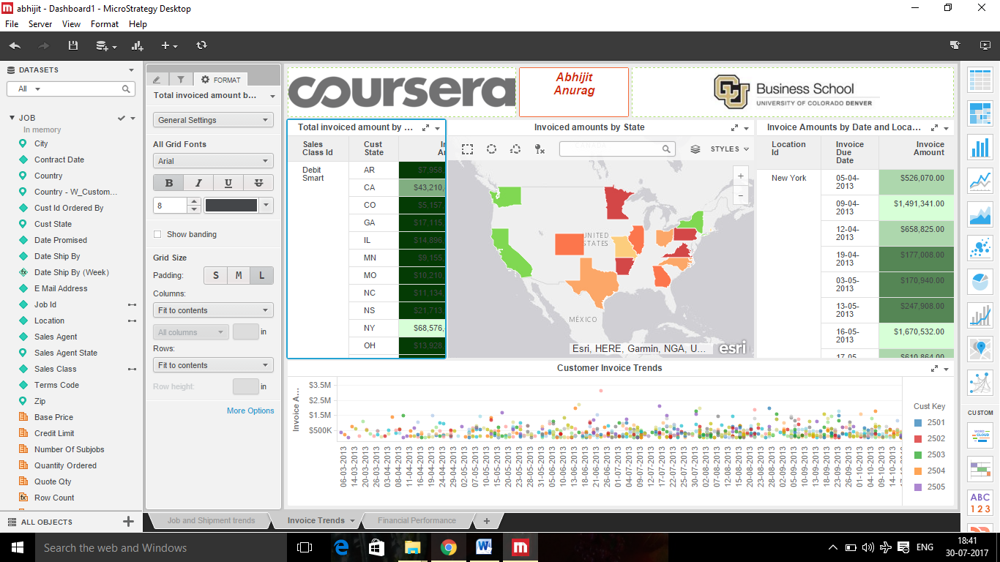 abhijit - Dashboard1 - MicroStrategy Desktop
File Server View Format Help
DATASETS
All
JOB
In memory
City
Contract Date
Country
Country - W_Custom...
Cust Id Ordered By
Cust State
Date Promised
Date Ship By
Date Ship By (Week)
E Mail Address
Job Id
Location
Sales Agent
Sales Agent State
Sales Class
Terms Code
Zip
Base Price
Credit Limit
Number Of Subjobs
Quantity Ordered
Quote Qty
Row Count
ALL OBJECTS
FORMAT
Total invoiced amount b...
General Settings
All Grid Fonts
Arial
B I U
8
Show banding
Grid Size
Padding: S M L
Columns:
Fit to contents
All columns in
Rows:
Fit to contents
Row height: in
More Options
coursera
Abhijit
Anurag
CU
Business School
UNIVERSITY OF COLORADO DENVER
Total invoiced amount by ...
Sales Class Id Cust State
Debit Smart
AR $7,958,
CA $43,210,
CO $5,157,
GA $17,115,
IL $14,896,
MN $9,155,
MO $10,210,
NC $11,134,
NS $21,713,
NY $68,576,
OH $13,928,
Invoiced amounts by State
STYLES
UNITED
STATES
MÉXICO
Esri, HERE, Garmin, NGA, U...
esri
Invoice Amounts by Date and Loca...
Location Id Invoice Due Date Invoice Amount
New York 05-04-2013 $526,070.00
09-04-2013 $1,491,341.00
12-04-2013 $658,825.00
19-04-2013 $177,008.00
03-05-2013 $170,940.00
13-05-2013 $247,908.00
16-05-2013 $1,670,532.00
17-05- $610,864.00
Customer Invoice Trends
Invoice A...
$3.5M
$2.5M
$1.5M
$500K
06-03-2013
14-03-2013
20-03-2013
26-03-2013
03-04-2013
08-04-2013
11-04-2013
16-04-2013
19-04-2013
24-04-2013
29-04-2013
02-05-2013
07-05-2013
10-05-2013
15-05-2013
20-05-2013
23-05-2013
28-05-2013
31-05-2013
05-06-2013
10-06-2013
13-06-2013
18-06-2013
21-06-2013
26-06-2013
01-07-2013
04-07-2013
09-07-2013
12-07-2013
17-07-2013
22-07-2013
25-07-2013
30-07-2013
02-08-2013
07-08-2013
12-08-2013
15-08-2013
20-08-2013
23-08-2013
28-08-2013
02-09-2013
05-09-2013
10-09-2013
13-09-2013
18-09-2013
23-09-2013
26-09-2013
01-10-2013
04-10-2013
09-10-2013
14-10-2013
Cust Key
2501
2502
2503
2504
2505
CUSTOM
WORD
CLOUD
ABC
123
Job and Shipment trends
Invoice Trends
Financial Performance
Search the web and Windows
ENG
18:41
30-07-2017